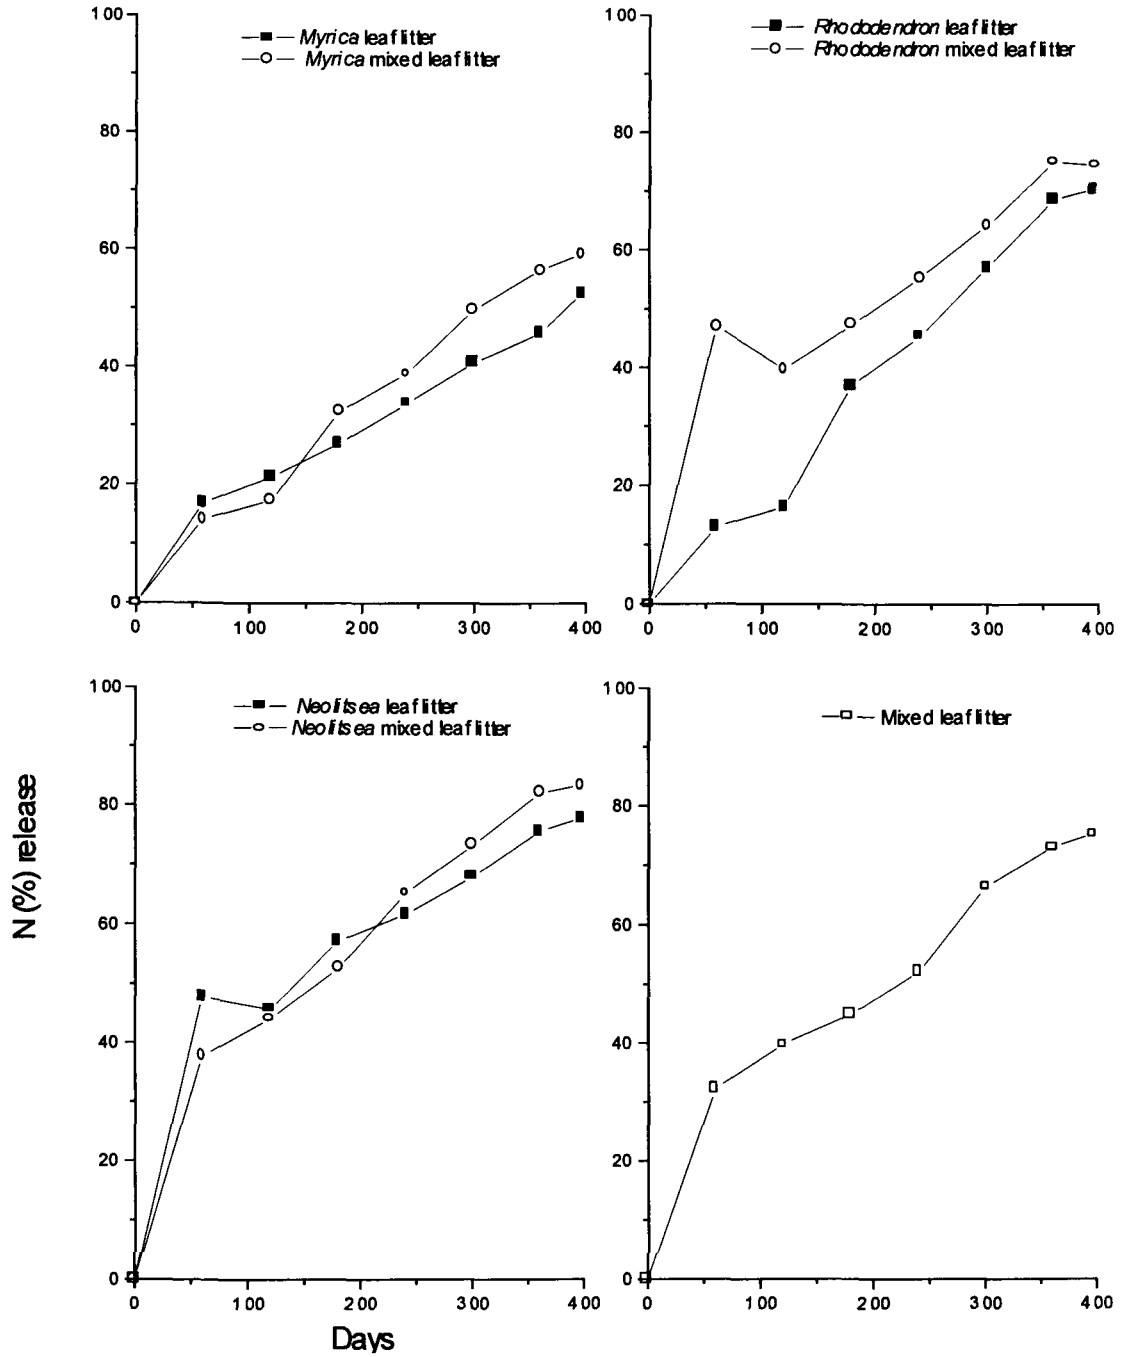 100
80
60
40
20
0
0 100 200 300 400
Myrica leaf litter
Myrica mixed leaf litter
100
80
60
40
20
0
0 100 200 300 400
Rhododendron leaf litter
Rhododendron mixed leaf litter
N (%) release
100
80
60
40
20
0
0 100 200 300 400
Neolitsea leaf litter
Neolitsea mixed leaf litter
Days
100
80
60
40
20
0
0 100 200 300 400
Mixed leaf litter